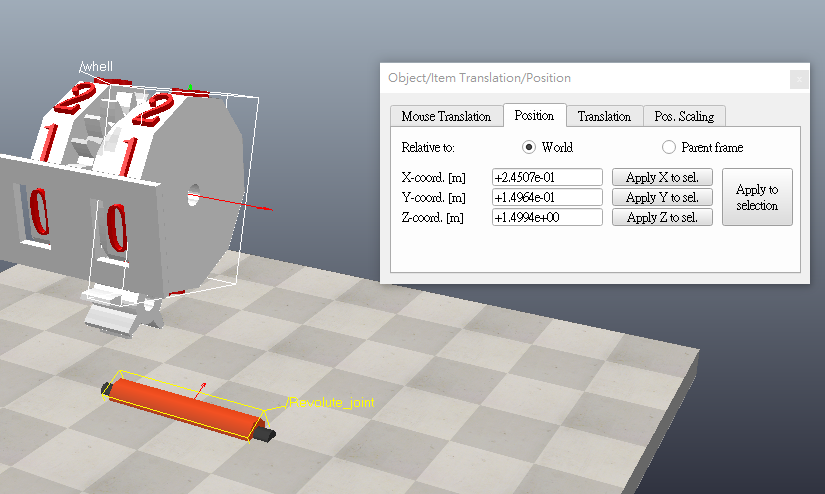 /whell
2 2
1 1
0 0
/Revolute_joint
Object/Item Translation/Position
x
Mouse Translation Position Translation Pos. Scaling
Relative to: World Parent frame
X-coord. [m] +2.4507e-01 Apply X to sel.
Y-coord. [m] +1.4964e-01 Apply Y to sel.
Z-coord. [m] +1.4994e+00 Apply Z to sel.
Apply to
selection